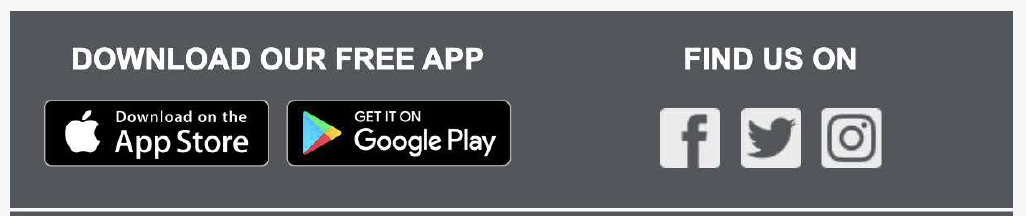 DOWNLOAD OUR FREE APP
Download on the
App Store
GET IT ON
Google Play
FIND US ON